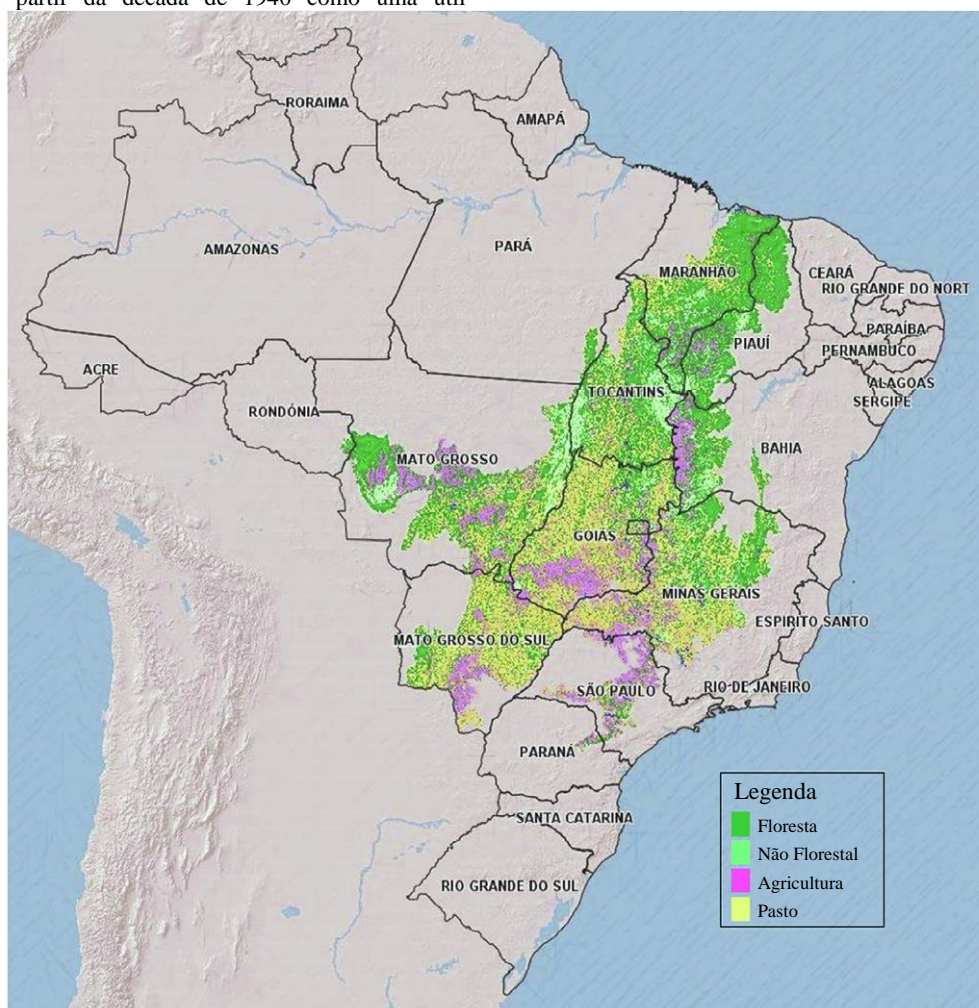 partir da década de 1940 como uma útil
RORAIMA
AMAPÁ
AMAZONAS
PARÁ
MARANHÃO
CEARÁ
RIO GRANDE DO NORT
PARAÍBA
PIAUÍ
PERNAMBUCO
ACRE
ALAGOAS
TOCANTINS
SERGIPE
RONDÔNIA
BAHIA
MATO GROSSO
GOIÁS
MINAS GERAIS
ESPIRITO SANTO
MATO GROSSO DO SUL
SÃO PAULO
RIO DE JANEIRO
PARANÁ
SANTA CATARINA
RIO GRANDE DO SUL
Legenda
Floresta
Não Florestal
Agricultura
Pasto